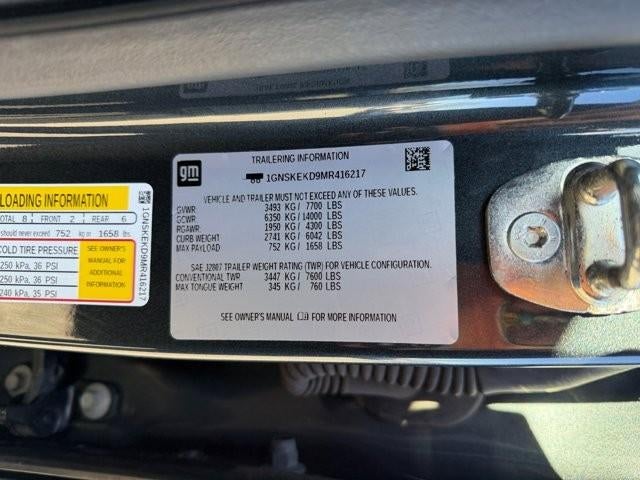 gm
TRAILERING INFORMATION
1GNSKEKD9MR416217
VEHICLE AND TRAILER MUST NOT EXCEED ANY OF THESE VALUES.
GVWR 3493 KG / 7700 LBS
GCWR 6350 KG / 14000 LBS
RGAWR: 1950 KG / 4300 LBS
CURB WEIGHT 2741 KG / 6042 LBS
MAX PAYLOAD 752 KG / 1658 LBS
SAE J2807 TRAILER WEIGHT RATING (TWR) FOR VEHICLE CONFIGURATION.
CONVENTIONAL TWR 3447 KG / 7600 LBS
MAX TONGUE WEIGHT 345 KG / 760 LBS
SEE OWNER'S MANUAL FOR MORE INFORMATION
LOADING INFORMATION
TOTAL 8 FRONT 2 REAR 6
should never exceed 752 kg or 1658 lbs
COLD TIRE PRESSURE
250 kPa, 36 PSI
250 kPa, 36 PSI
240 kPa, 35 PSI
SEE OWNER'S
MANUAL FOR
ADDITIONAL
INFORMATION
1GNSKEKD9MR416217